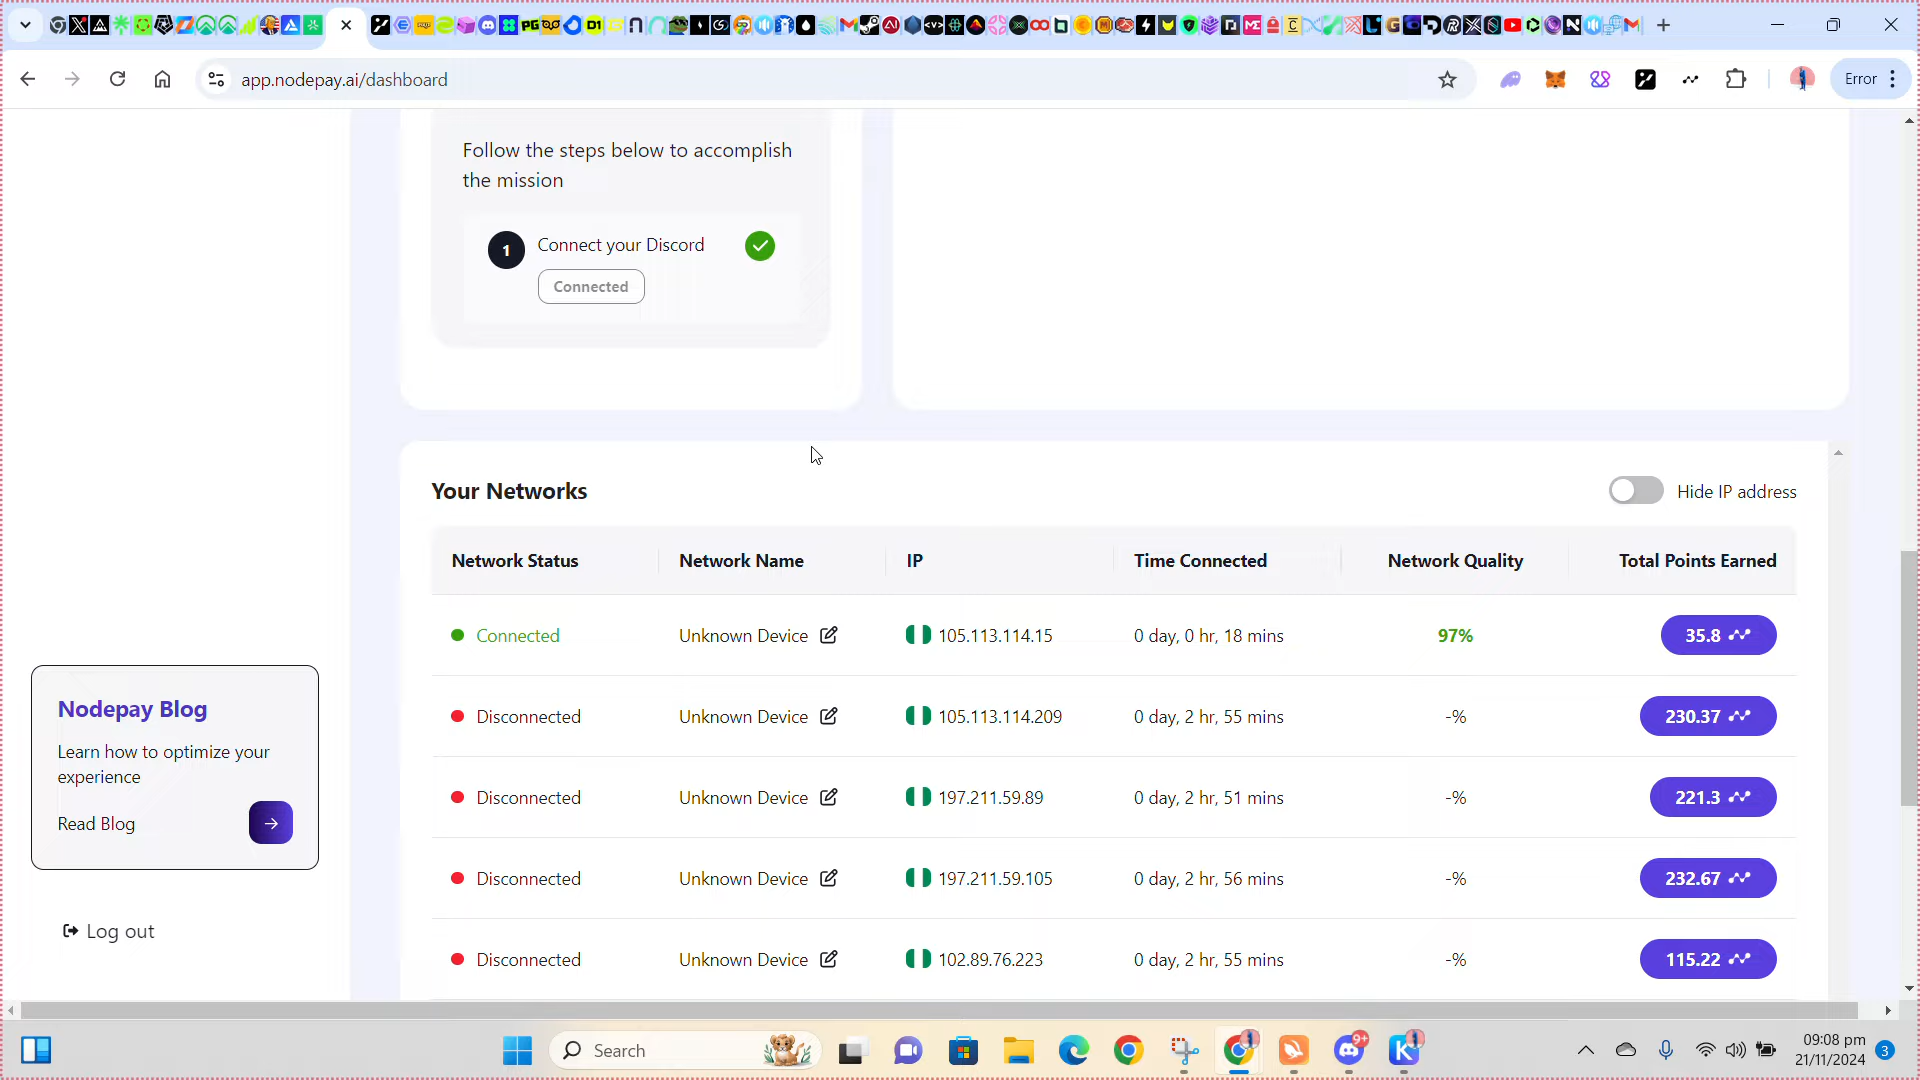 app.nodepay.ai/dashboard
Error
Follow the steps below to accomplish
the mission
1
Connect your Discord
Connected
Your Networks
Hide IP address
Network Status Network Name IP Time Connected Network Quality Total Points Earned
Connected Unknown Device 105.113.114.15 0 day, 0 hr, 18 mins 97% 35.8
Disconnected Unknown Device 105.113.114.209 0 day, 2 hr, 55 mins -% 230.37
Disconnected Unknown Device 197.211.59.89 0 day, 2 hr, 51 mins -% 221.3
Disconnected Unknown Device 197.211.59.105 0 day, 2 hr, 56 mins -% 232.67
Disconnected Unknown Device 102.89.76.223 0 day, 2 hr, 55 mins -% 115.22
Nodepay Blog
Learn how to optimize your
experience
Read Blog
Log out
Search
9+
09:08 pm
21/11/2024
3